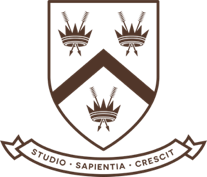 STUDIO · SAPIENTIA · CRESCIT